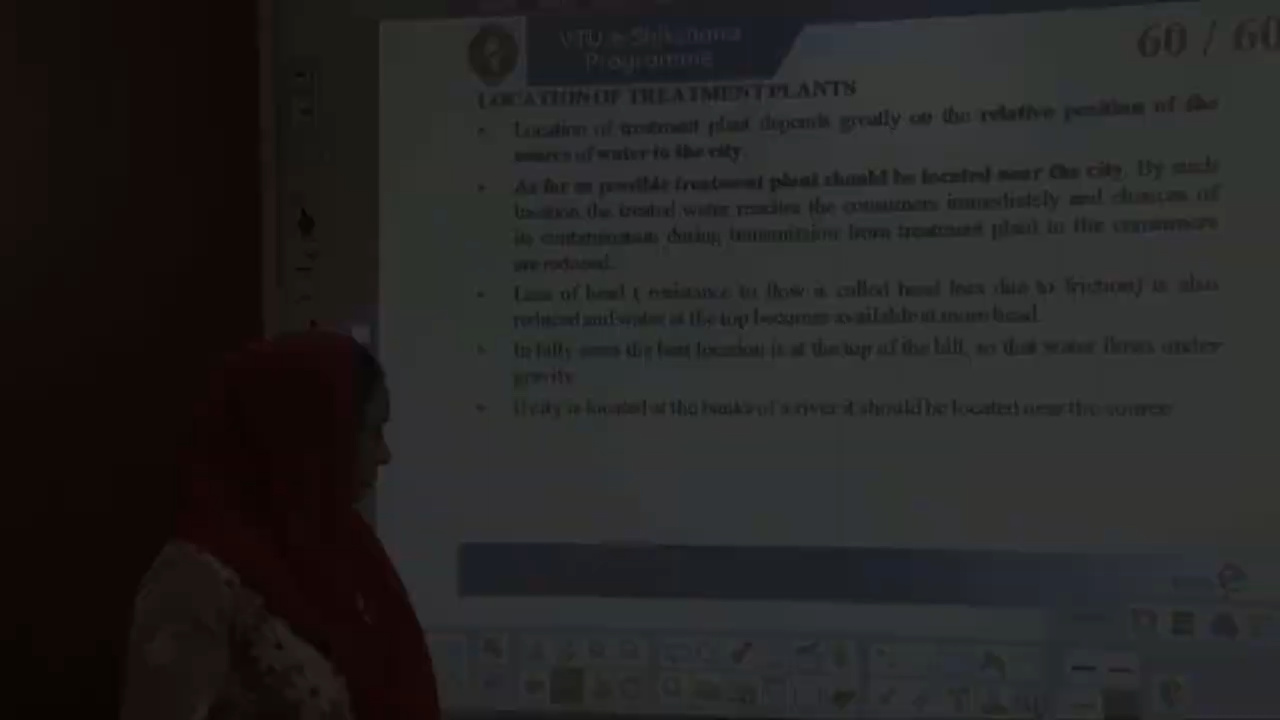 VTU e-Shikshana
Programme
60 / 60
LOCATION OF TREATMENT PLANTS
• Location of treatment plant depends greatly on the relative position of the
source of water to the city.
• As far as possible treatment plant should be located near the city. By such
location the treated water reaches the consumers immediately and chances of
its contamination during transmission from treatment plant to the consumers
are reduced.
• Loss of head ( resistance to flow is called head loss due to friction) is also
reduced and water at the top becomes available at more head.
• In hilly areas the best location is at the top of the hill, so that water flows under
gravity.
• If city is located at the banks of a river it should be located near the source